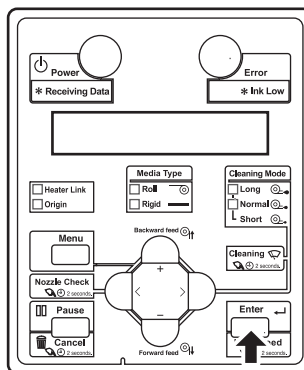 Power
Error
* Receiving Data
* Ink Low
Media Type
Roll
Rigid
Cleaning Mode
Long
Normal
Short
Heater Link
Origin
Menu
Backward feed
Cleaning
2 seconds.
Nozzle Check
2 seconds.
+
< >
−
Pause
Enter
Cancel
2 seconds.
Forward feed
2 seconds.